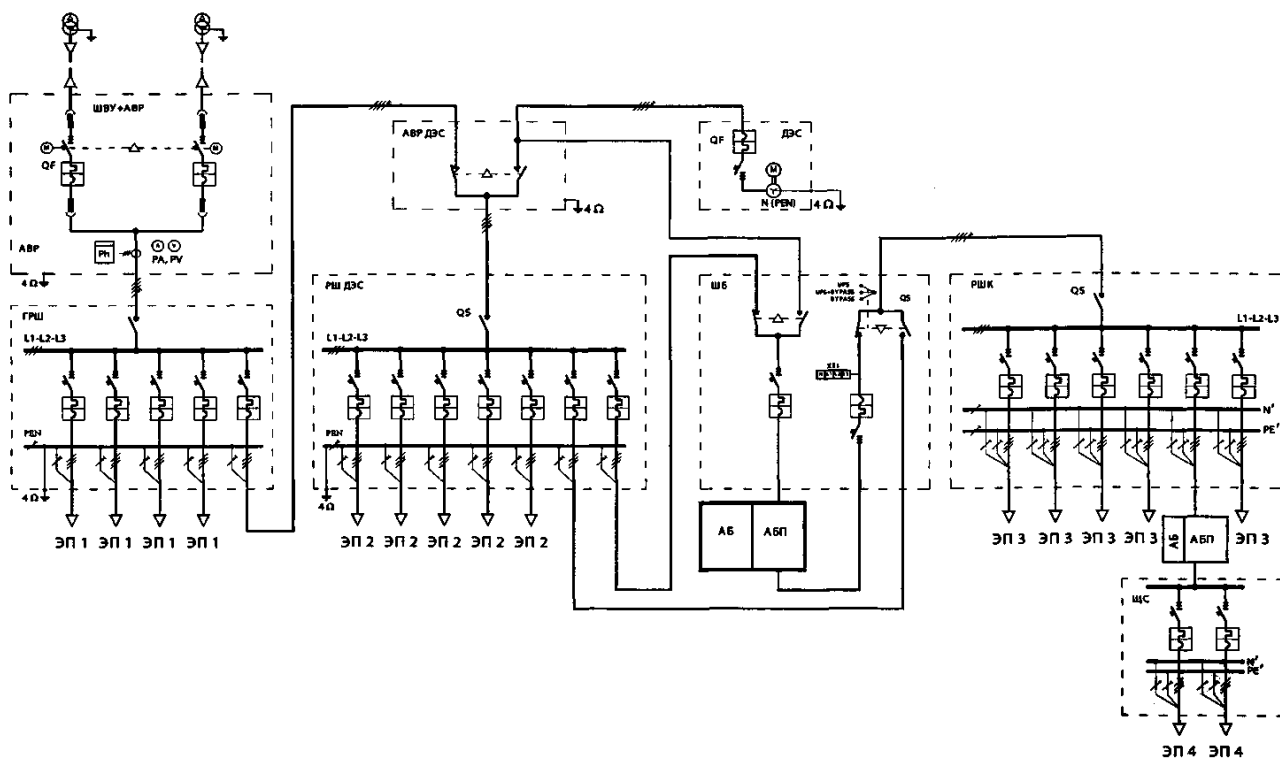 ШВУ+АВР
М
М
QF
АВР
Ph
A
V
PA, PV
4 Ω
ГРШ
L1-L2-L3
PEN
4 Ω
ЭП 1 ЭП 1 ЭП 1 ЭП 1
АВР ДЭС
4 Ω
QF
ДЭС
М
N (PEN)
4 Ω
РШ ДЭС
QS
L1-L2-L3
PEN
4Ω
ЭП 2 ЭП 2 ЭП 2 ЭП 2 ЭП 2
ШБ
UPS
UPS+BYPASS
BYPASS
QS
АБ
АБП
РШК
QS
L1-L2-L3
N'
PE'
ЭП 3 ЭП 3 ЭП 3 ЭП 3 ЭП 3
АБ
АБП
ЩС
N'
PE'
ЭП 4 ЭП 4